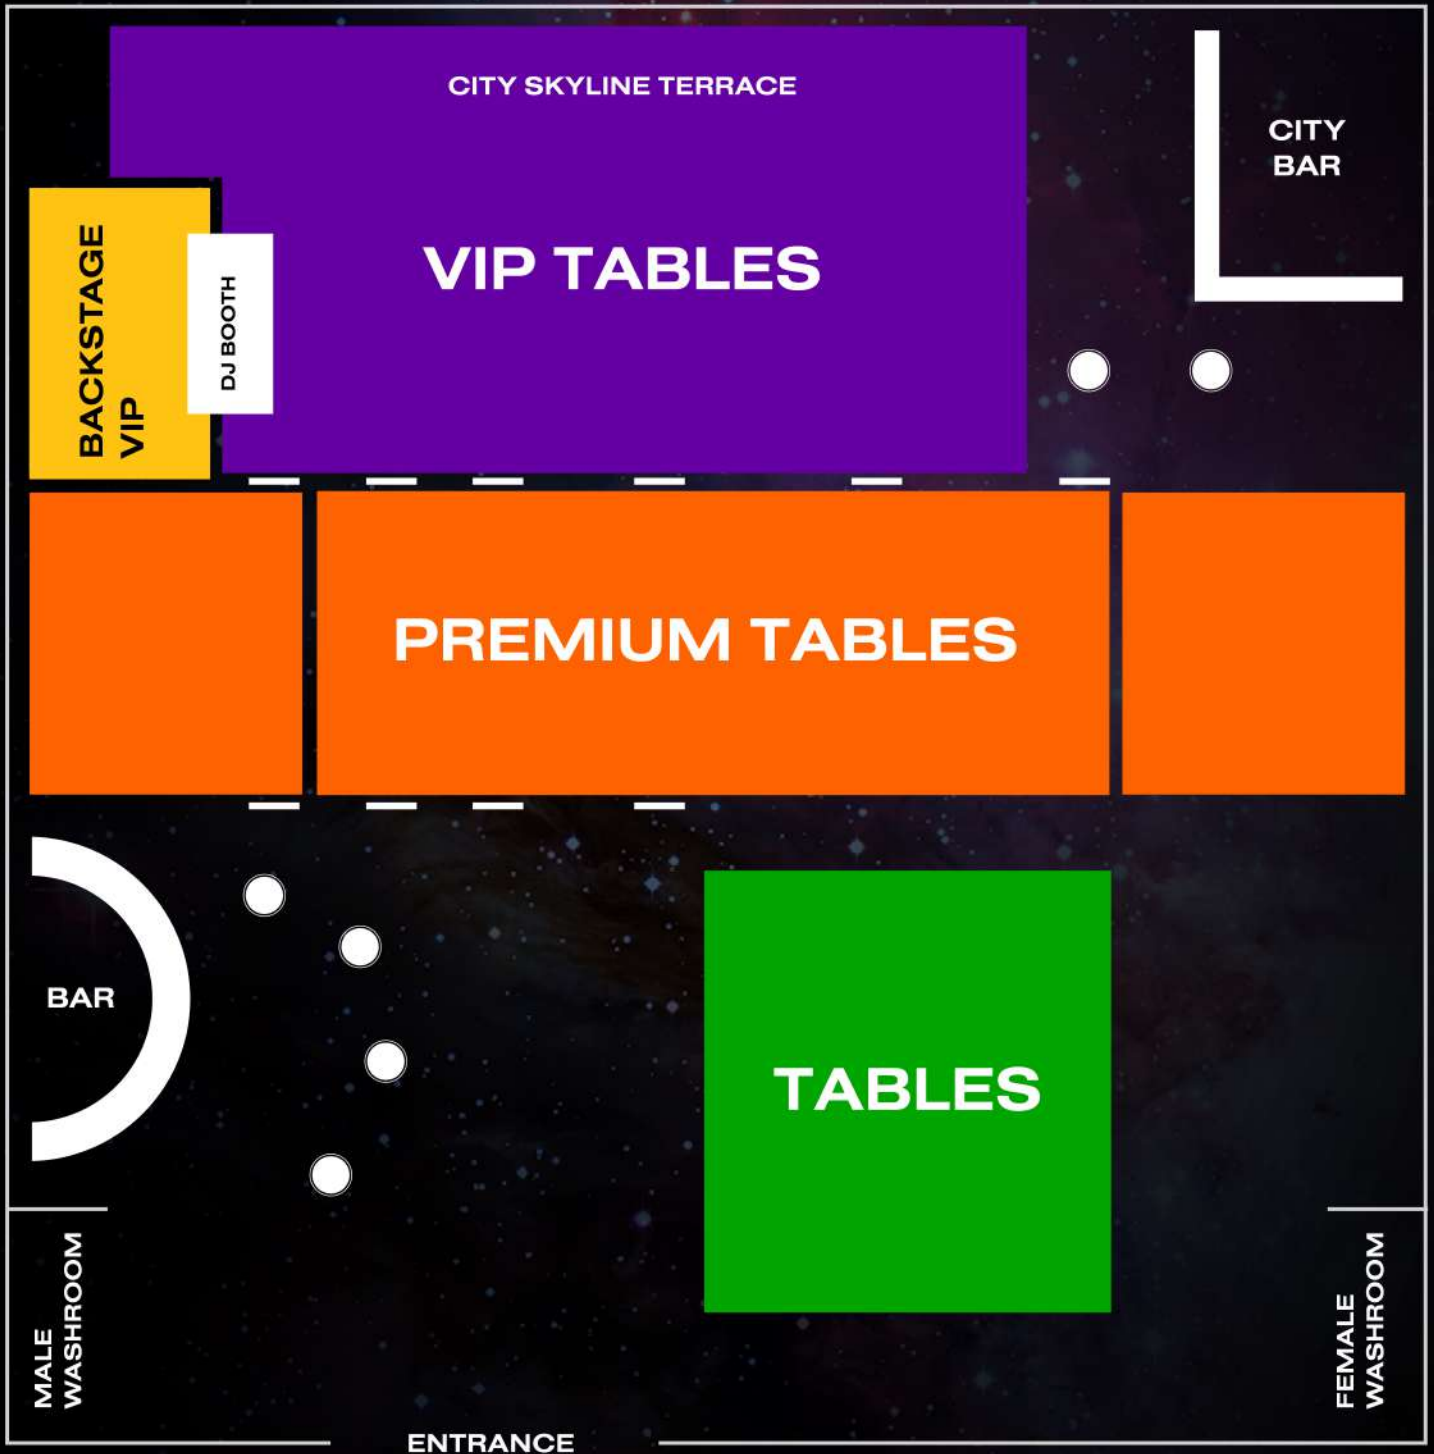 CITY SKYLINE TERRACE
CITY
BAR
VIP TABLES
BACKSTAGE
VIP
DJ BOOTH
PREMIUM TABLES
BAR
TABLES
MALE
WASHROOM
FEMALE
WASHROOM
ENTRANCE